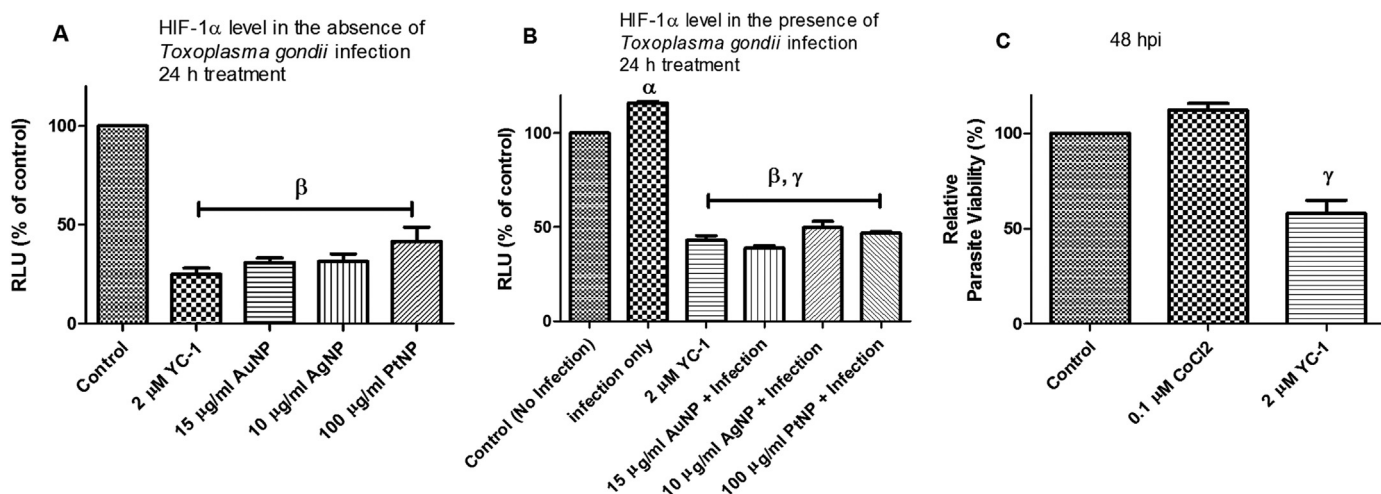 A
HIF-1α level in the absence of
Toxoplasma gondii infection
24 h treatment
RLU (% of control)
100
50
0
β
Control
2 μM YC-1
15 μg/ml AuNP
10 μg/ml AgNP
100 μg/ml PtNP
B
HIF-1α level in the presence of
Toxoplasma gondii infection
24 h treatment
RLU (% of control)
100
50
0
α
β, γ
Control (No Infection)
infection only
2 μM YC-1
15 μg/ml AuNP + Infection
10 μg/ml AgNP + Infection
100 μg/ml PtNP + Infection
C
48 hpi
Relative
Parasite Viability (%)
100
50
0
γ
Control
0.1 μM CoCl2
2 μM YC-1